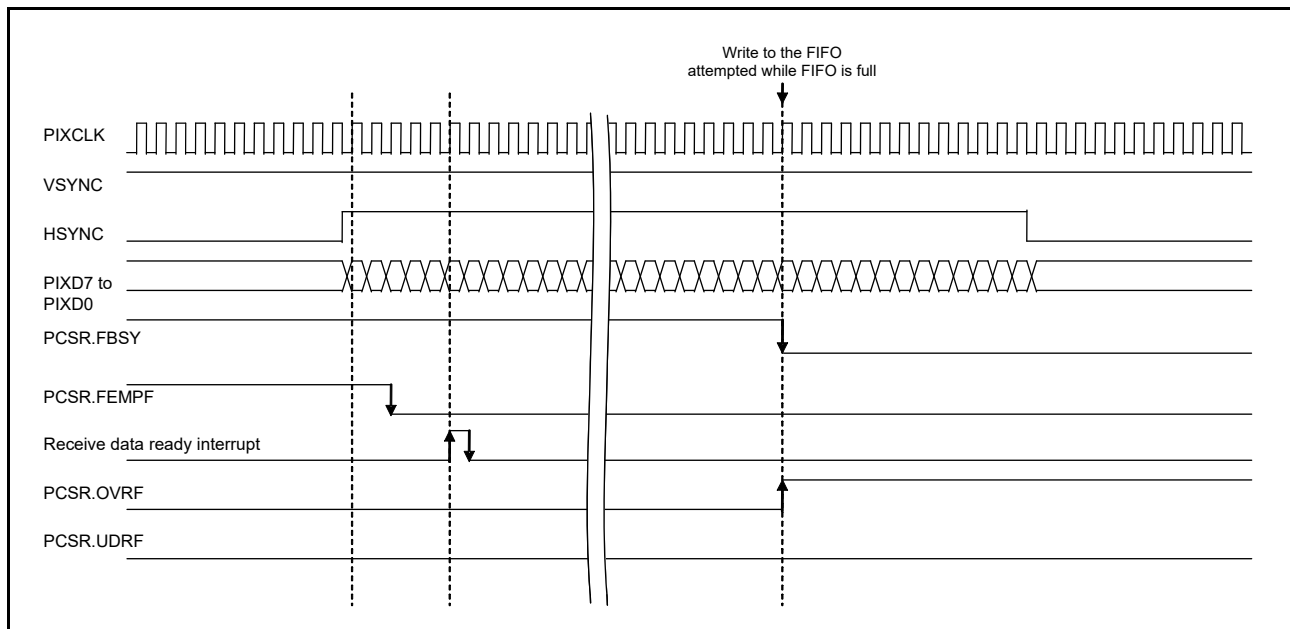 Write to the FIFO
attempted while FIFO is full
PIXCLK
VSYNC
HSYNC
PIXD7 to
PIXD0
PCSR.FBSY
PCSR.FEMPF
Receive data ready interrupt
PCSR.OVRF
PCSR.UDRF